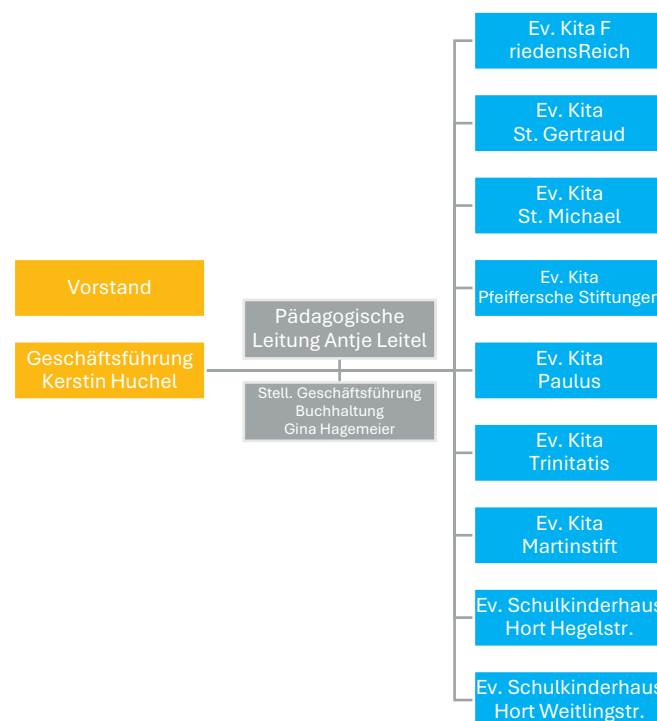 Vorstand
Geschäftsführung
Kerstin Huchel
Pädagogische
Leitung Antje Leitel
Stell. Geschäftsführung
Buchhaltung
Gina Hagemeier
Ev. Kita F
riedensReich
Ev. Kita
St. Gertraud
Ev. Kita
St. Michael
Ev. Kita
Pfeiffersche Stiftungen
Ev. Kita
Paulus
Ev. Kita
Trinitatis
Ev. Kita
Martinstift
Ev. Schulkinderhaus
Hort Hegelstr.
Ev. Schulkinderhaus
Hort Weitlingstr.